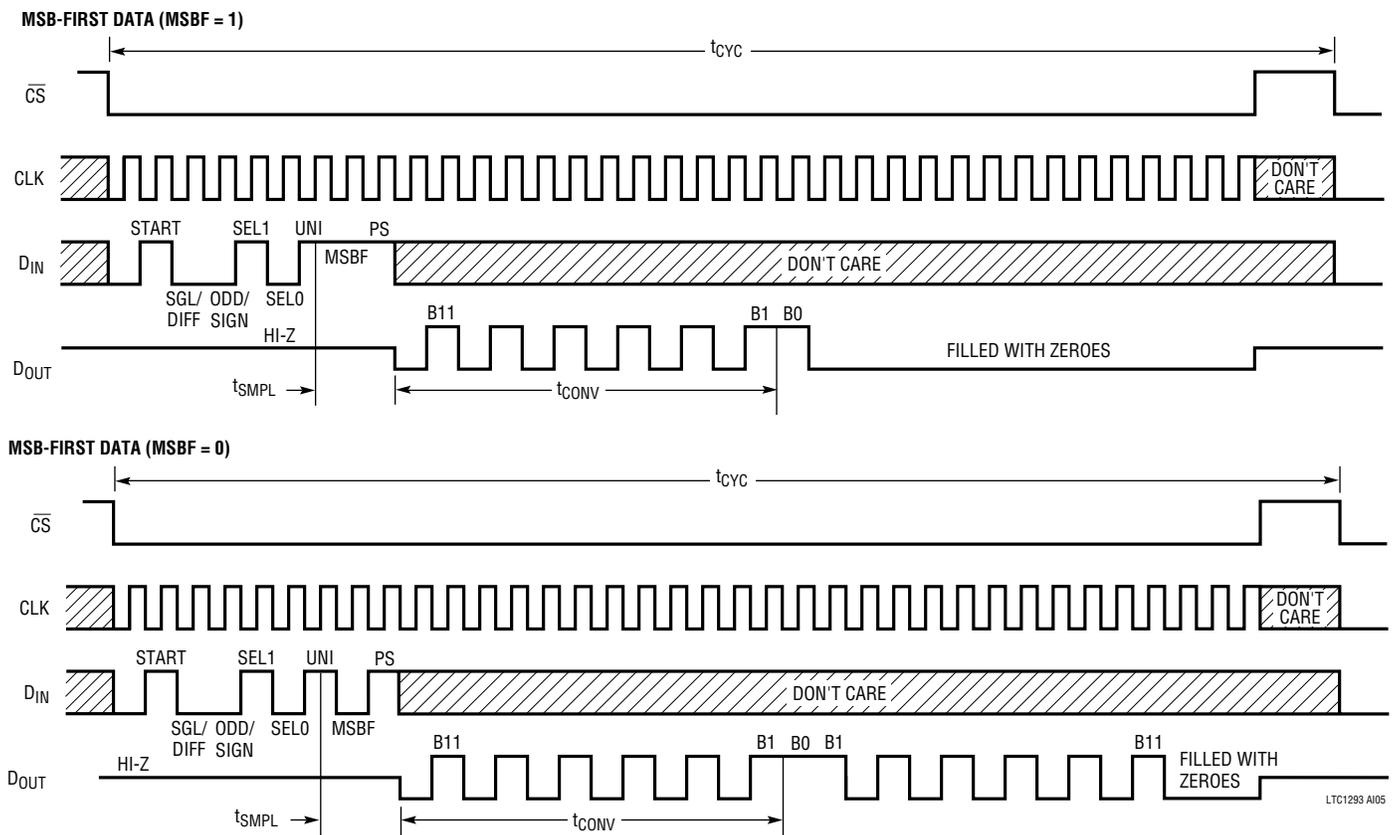 MSB-FIRST DATA (MSBF = 1)
tCYC
CS
CLK
DON'T
CARE
START
SEL1
UNI
PS
DIN
MSBF
DON'T CARE
SGL/
DIFF
ODD/
SIGN
SEL0
HI-Z
B11
B1
B0
FILLED WITH ZEROES
DOUT
tSMPL
tCONV
MSB-FIRST DATA (MSBF = 0)
tCYC
CS
CLK
DON'T
CARE
START
SEL1
UNI
PS
DIN
DON'T CARE
SGL/
DIFF
ODD/
SIGN
SEL0
MSBF
HI-Z
B11
B1
B0
B1
B11
FILLED WITH
ZEROES
DOUT
LTC1293 AI05
tSMPL
tCONV